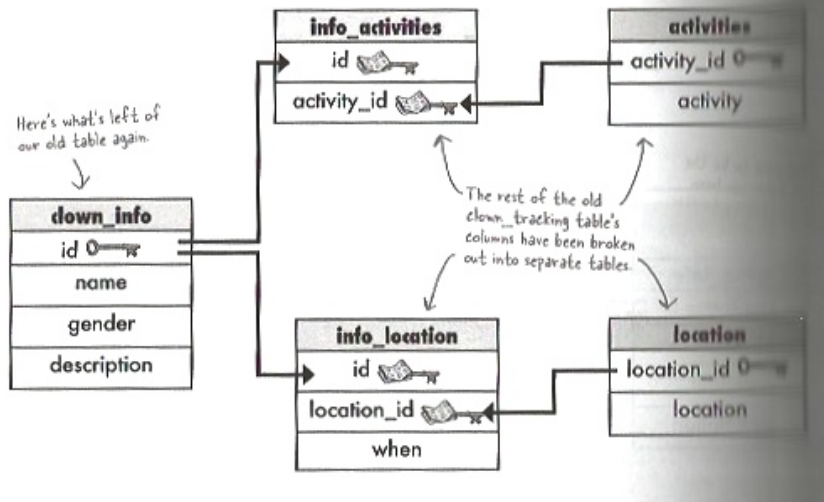 info_activities
id
activity_id
activities
activity_id
activity
Here's what's left of
our old table again.
clown_info
id
name
gender
description
The rest of the old
clown_tracking table's
columns have been broken
out into separate tables.
info_location
id
location_id
when
location
location_id
location